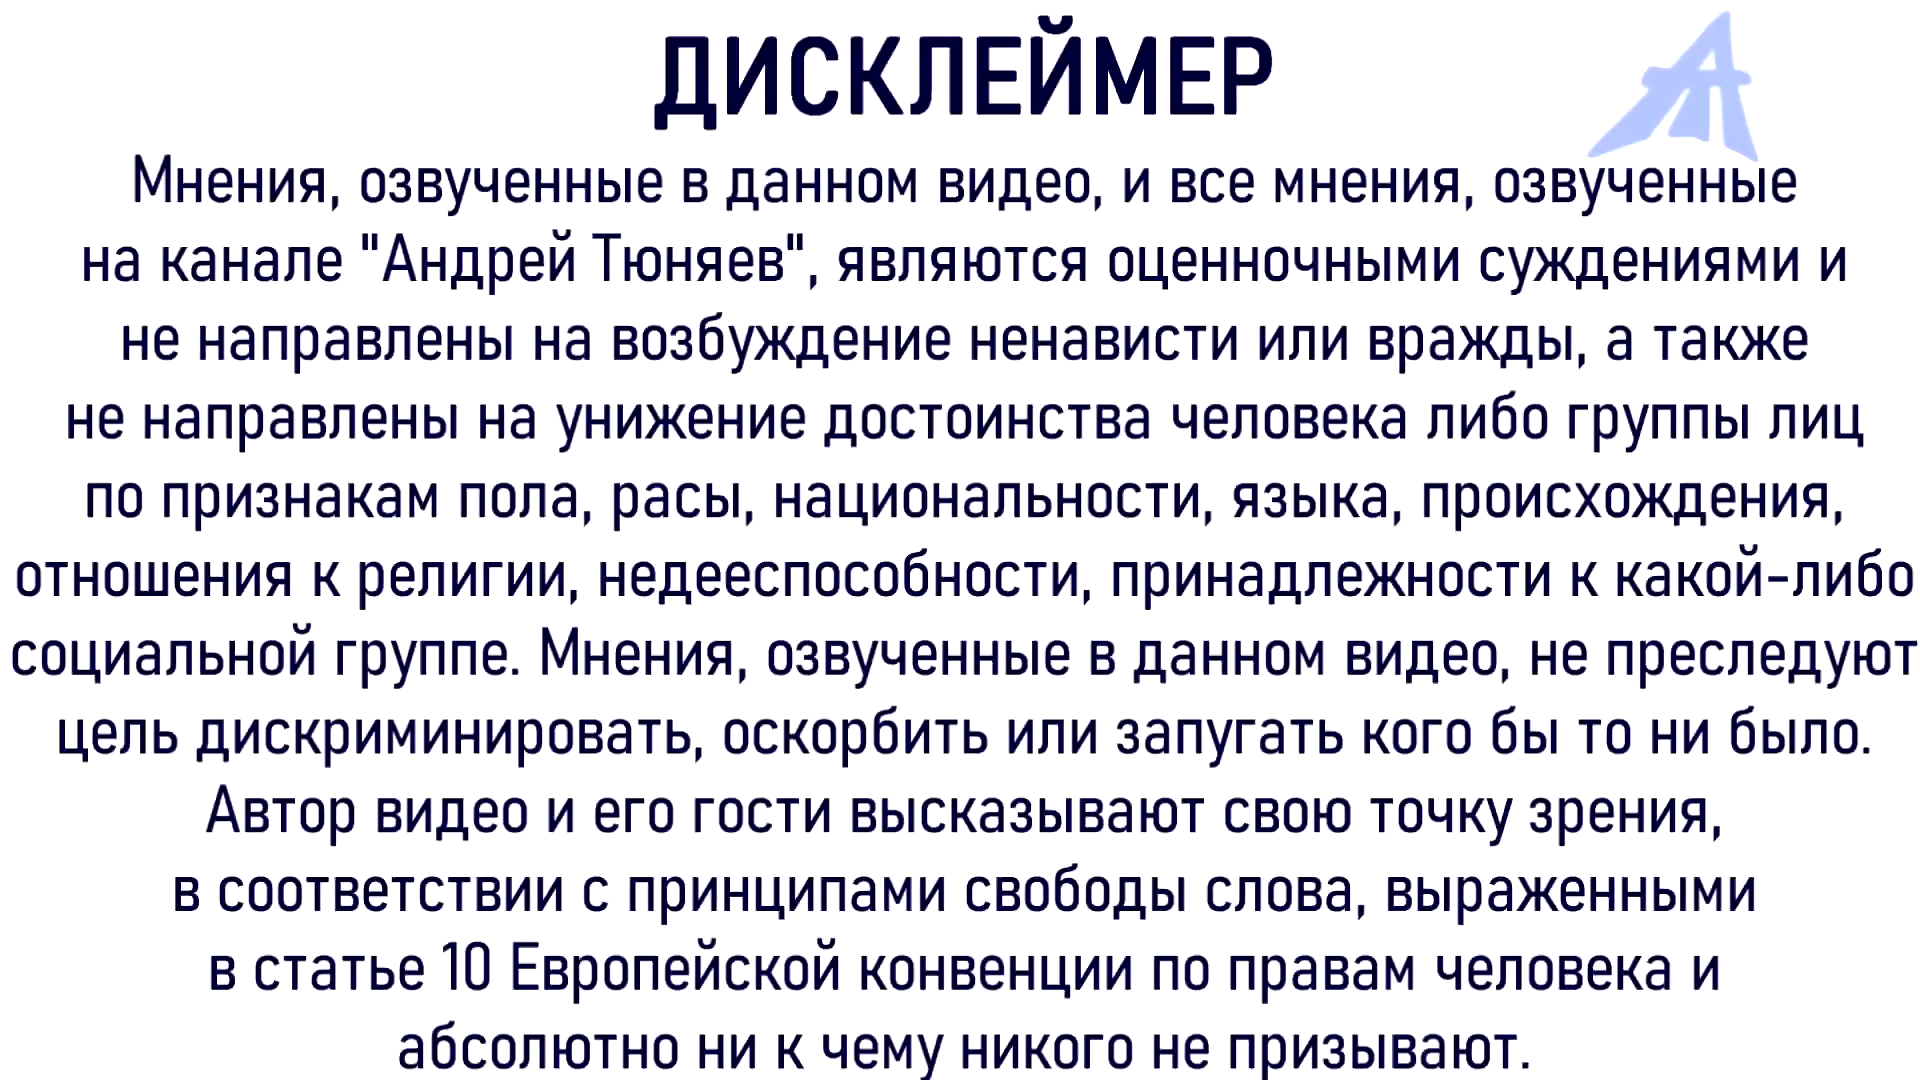 ДИСКЛЕЙМЕР
Мнения, озвученные в данном видео, и все мнения, озвученные
на канале "Андрей Тюняев", являются оценночными суждениями и
не направлены на возбуждение ненависти или вражды, а также
не направлены на унижение достоинства человека либо группы лиц
по признакам пола, расы, национальности, языка, происхождения,
отношения к религии, недееспособности, принадлежности к какой-либо
социальной группе. Мнения, озвученные в данном видео, не преследуют
цель дискриминировать, оскорбить или запугать кого бы то ни было.
Автор видео и его гости высказывают свою точку зрения,
в соответствии с принципами свободы слова, выраженными
в статье 10 Европейской конвенции по правам человека и
абсолютно ни к чему никого не призывают.